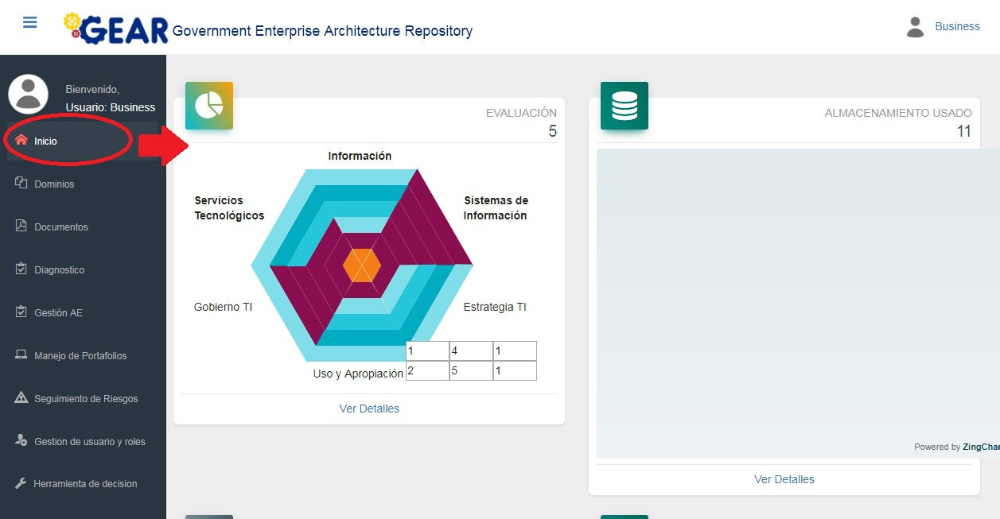 GEAR Government Enterprise Architecture Repository
Business
Bienvenido,
Usuario: Business
Inicio
Dominios
Documentos
Diagnostico
Gestión AE
Manejo de Portafolios
Seguimiento de Riesgos
Gestion de usuario y roles
Herramienta de decision
EVALUACIÓN
5
Información
Servicios
Tecnológicos
Sistemas de
Información
Gobierno TI
Estrategia TI
Uso y Apropiación
1 4 1
2 5 1
Ver Detalles
ALMACENAMIENTO USADO
11
Powered by ZingChar
Ver Detalles